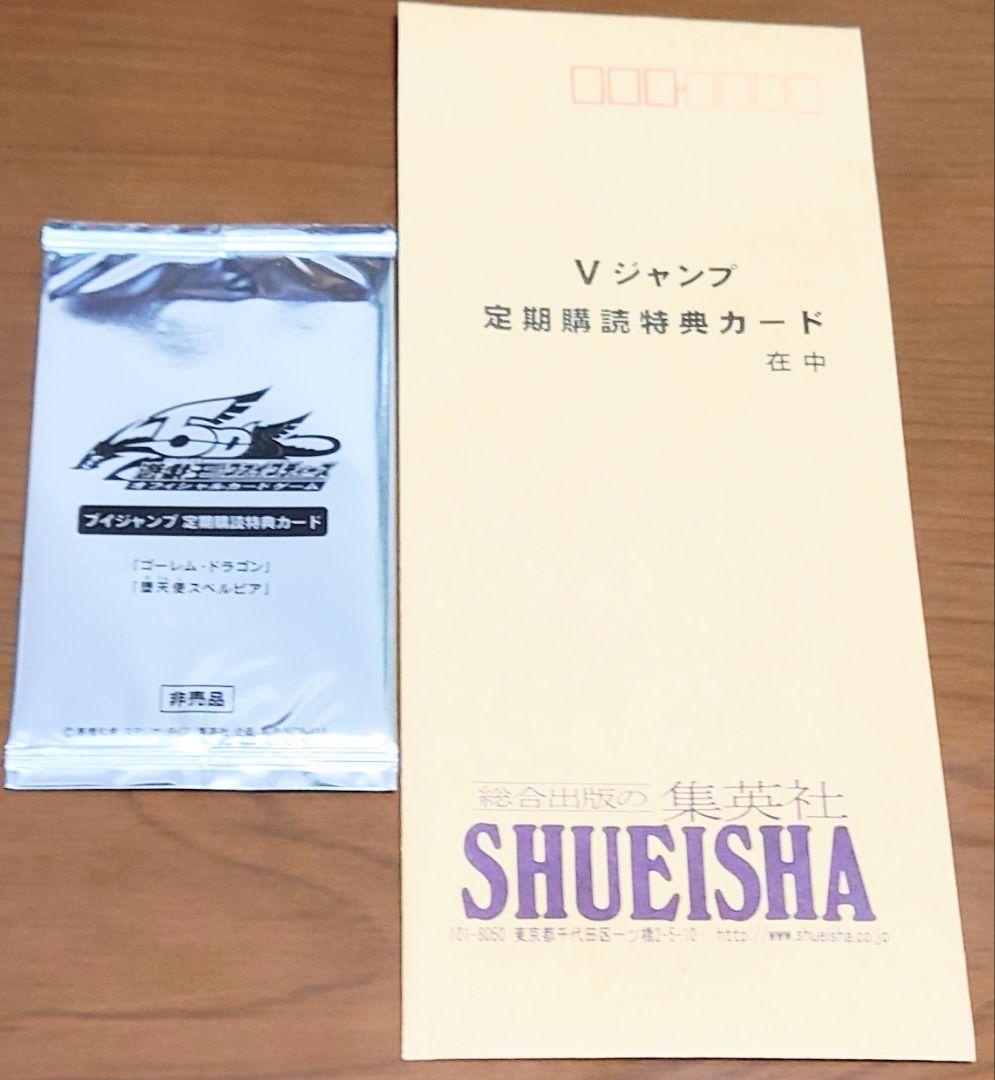 5D's
遊戯王ファイブディーズ
オフィシャルカードゲーム
ブイジャンプ 定期購読特典カード
「ゴーレム・ドラゴン」
「堕天使スペルビア」
非売品
Vジャンプ
定期購読特典カード
在中
総合出版の 集英社
SHUEISHA
101-8050 東京都千代田区一ツ橋2-5-10 http://www.shueisha.co.jp